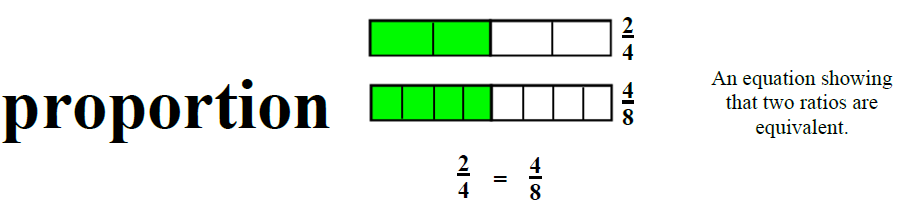 proportion
2/4
4/8
2/4 = 4/8
An equation showing
that two ratios are
equivalent.